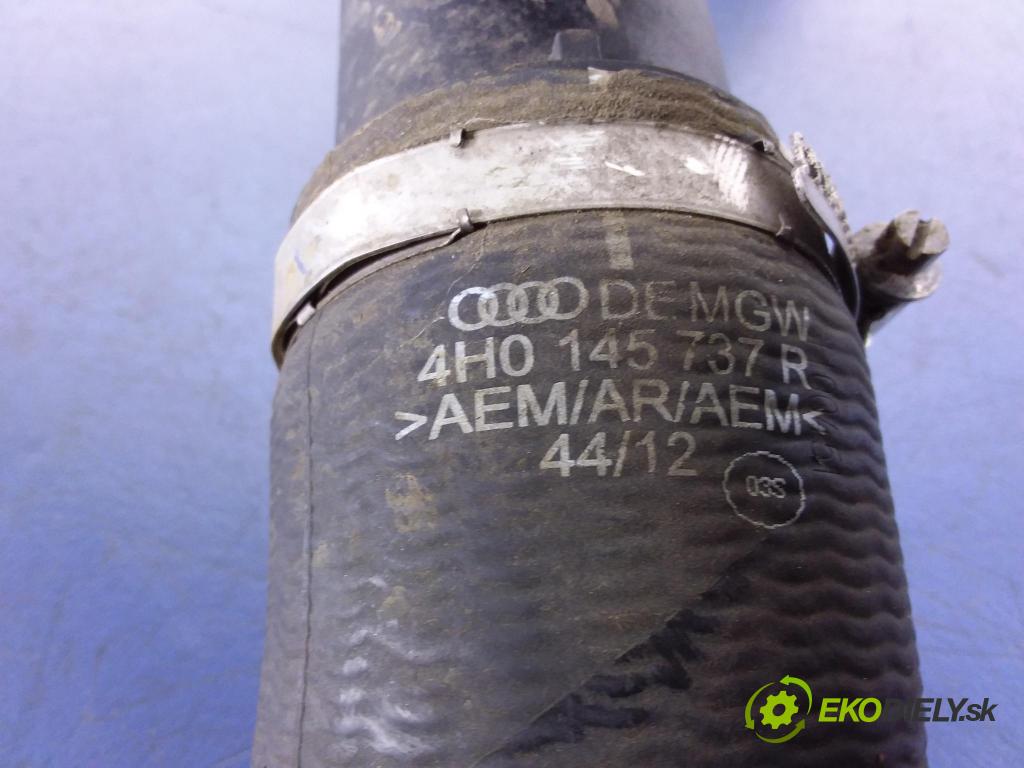 DE MGW
4H0 145 737 R
>AEM/AR/AEM<
44/12
03S
EKODIELY.sk